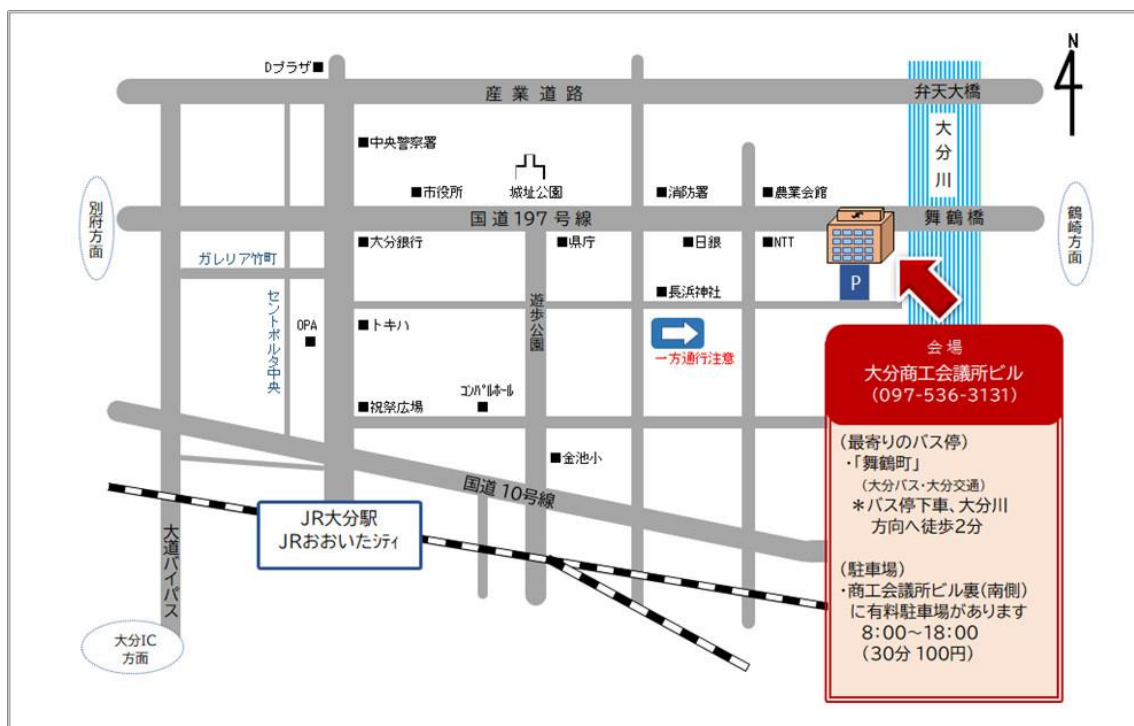 N
Dプラザ■
産業道路
弁天大橋
■中央警察署
大分川
■市役所
城址公園
■消防署
■農業会館
別府方面
国道197号線
舞鶴橋
鶴崎方面
■大分銀行
■県庁
■日銀
■NTT
ガレリア竹町
P
■長浜神社
セントポルタ中央
OPA
■
■トキハ
遊歩公園
一方通行注意
会場
大分商工会議所ビル
(097-536-3131)
■祝祭広場
コンパルホール
■
■金池小
国道10号線
(最寄りのバス停)
・「舞鶴町」
(大分バス・大分交通)
＊バス停下車、大分川
方向へ徒歩2分
JR大分駅
JRおおいたシティ
大道バイパス
(駐車場)
・商工会議所ビル裏(南側)
に有料駐車場があります
8：00～18：00
(30分 100円)
大分IC
方面